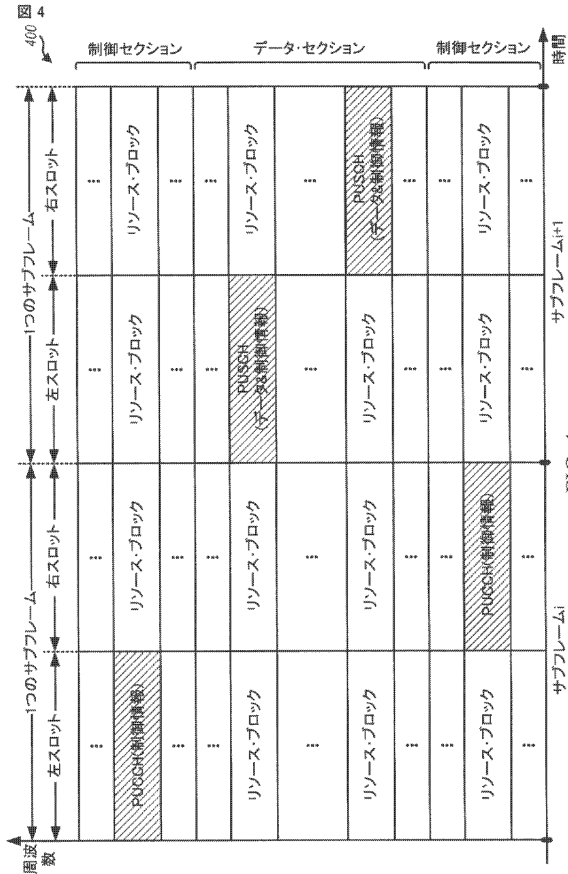 図 4
400
周波数
1つのサブフレーム 1つのサブフレーム
左スロット 右スロット 左スロット 右スロット
... ... ... ...
PUCCH(制御情報) リソース・ブロック リソース・ブロック リソース・ブロック
... ... ... ...
制御セクション
... ... ... ...
リソース・ブロック リソース・ブロック PUSCH (データ&制御情報) リソース・ブロック
... ... ... ...
リソース・ブロック リソース・ブロック リソース・ブロック PUSCH (データ&制御情報)
... ... ... ...
データ・セクション
... ... ... ...
リソース・ブロック PUCCH(制御情報) リソース・ブロック リソース・ブロック
... ... ... ...
制御セクション
サブフレームi サブフレームi+1
時間